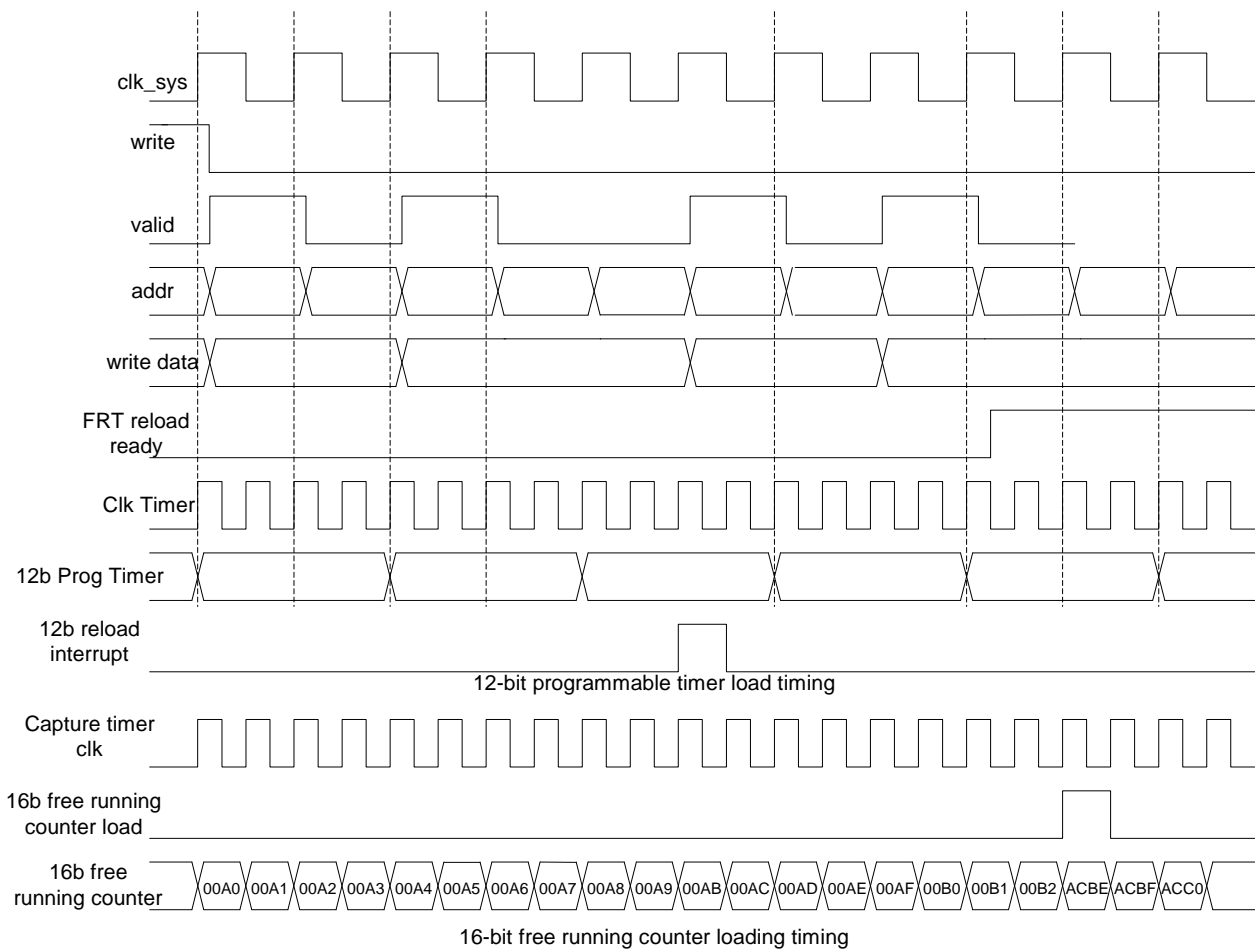 clk_sys
write
valid
addr
write data
FRT reload
ready
Clk Timer
12b Prog Timer
12b reload
interrupt
12-bit programmable timer load timing
Capture timer
clk
16b free running
counter load
16b free
running counter
00A0 00A1 00A2 00A3 00A4 00A5 00A6 00A7 00A8 00A9 00AB 00AC 00AD 00AE 00AF 00B0 00B1 00B2 ACBE ACBF ACC0
16-bit free running counter loading timing